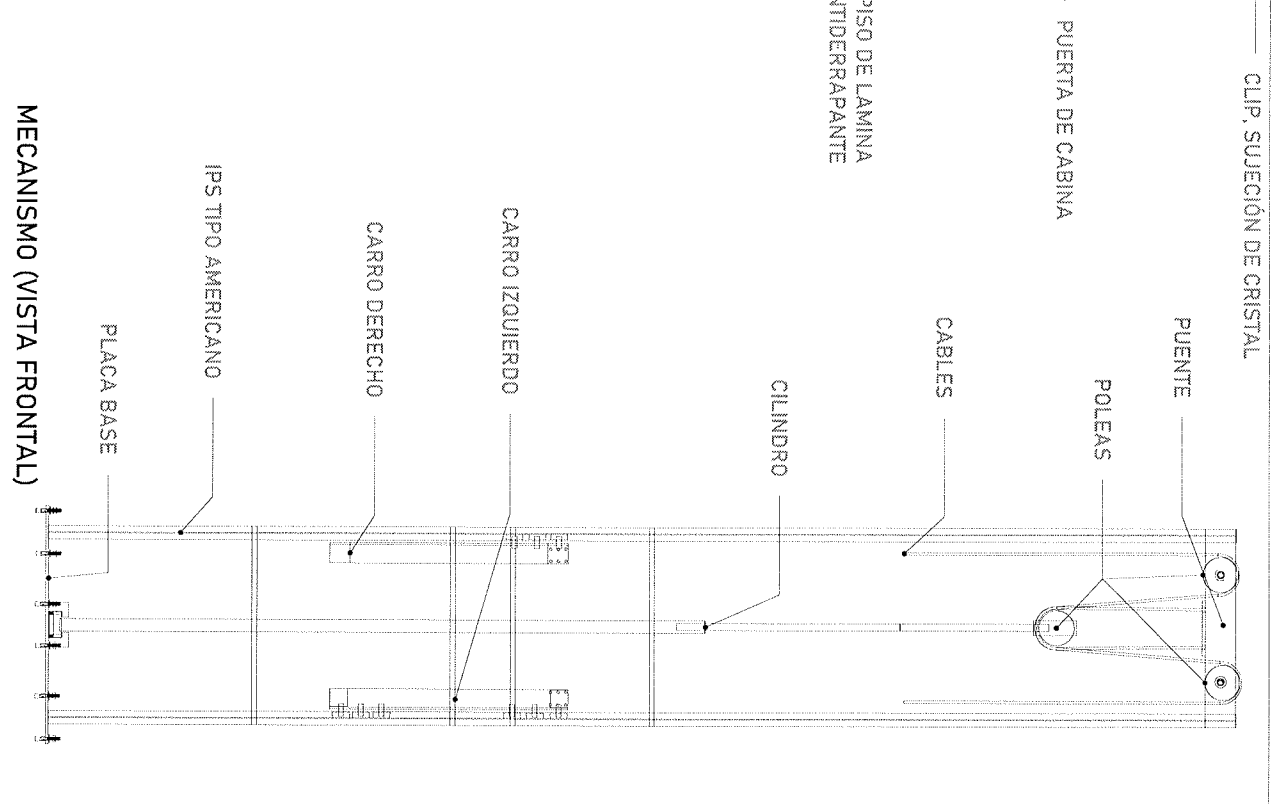 CLIP, SUJECIÓN DE CRISTAL
PUERTA DE CABINA
PISO DE LAMINA
NTIDERRAPANTE
PUENTE
POLEAS
CABLES
CILINDRO
CARRO IZQUIERDO
CARRO DERECHO
IPS TIPO AMERICANO
PLACA BASE
MECANISMO (VISTA FRONTAL)